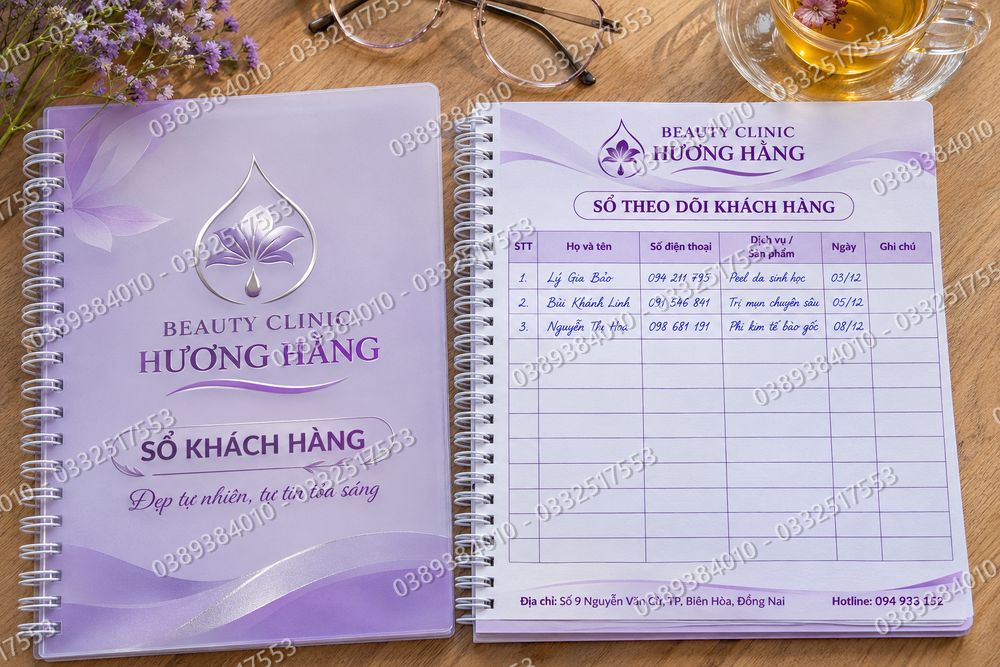 BEAUTY CLINIC
HƯƠNG HẰNG
SỔ KHÁCH HÀNG
Đẹp tự nhiên, tự tin tỏa sáng
BEAUTY CLINIC
HƯƠNG HẰNG
SỔ THEO DÕI KHÁCH HÀNG
STT Họ và tên Số điện thoại Dịch vụ / Sản phẩm Ngày Ghi chú
1. Lý Gia Bảo 094 211 795 Peel da sinh học 03/12
2. Bùi Khánh Linh 091 546 841 Trị mụn chuyên sâu 05/12
3. Nguyễn Thị Hoa 098 681 191 Phi kim tế bào gốc 08/12
Địa chỉ: Số 9 Nguyễn Văn Cừ, TP. Biên Hòa, Đồng Nai Hotline: 094 933 152
0389384010 - 0332517553